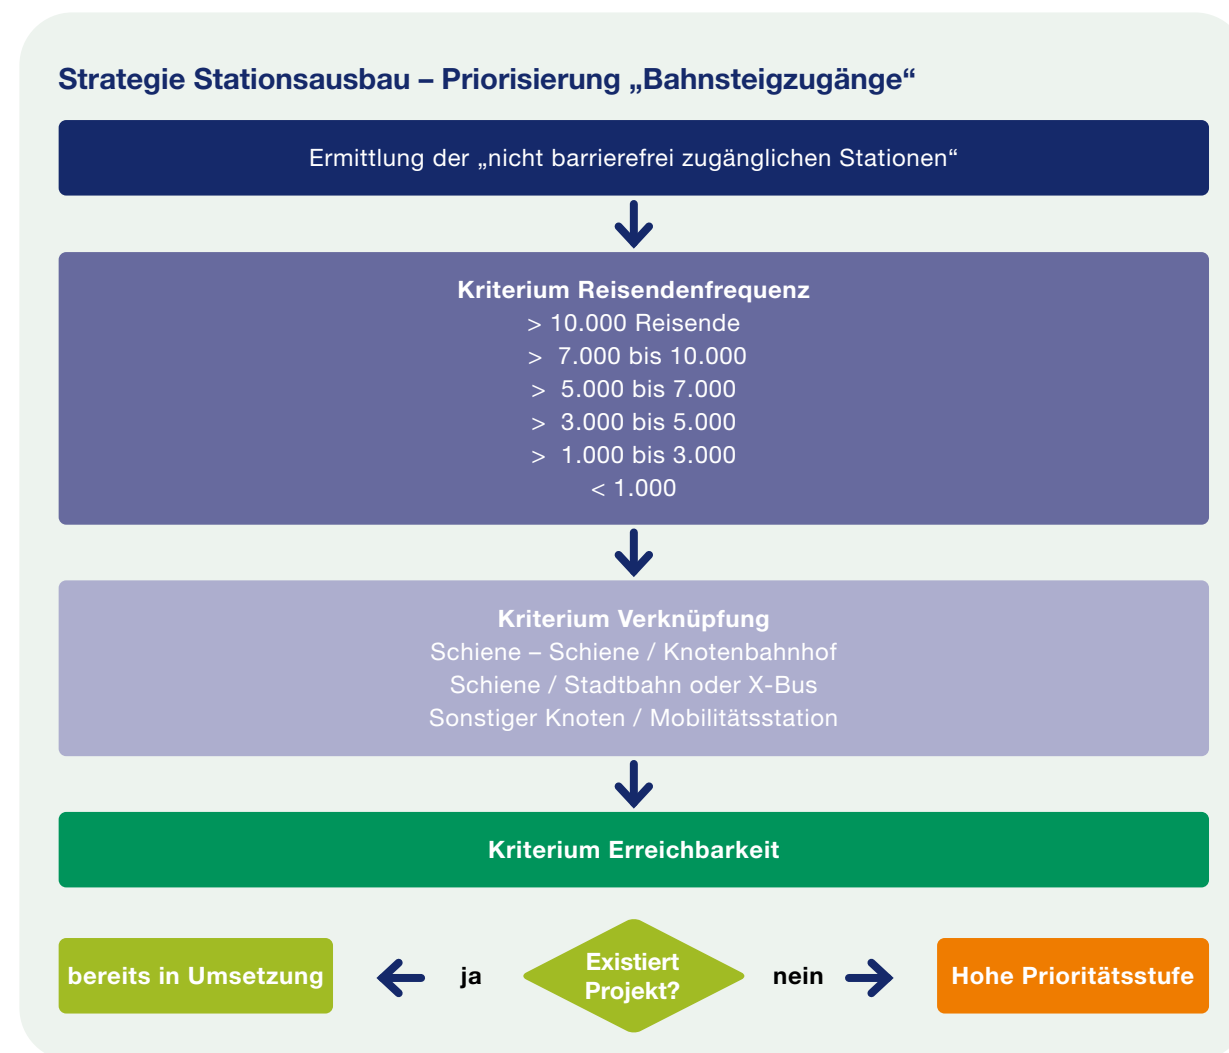 Strategie Stationsausbau – Priorisierung „Bahnsteigzugänge“
Ermittlung der „nicht barrierefrei zugänglichen Stationen“
Kriterium Reisendenfrequenz
> 10.000 Reisende
> 7.000 bis 10.000
> 5.000 bis 7.000
> 3.000 bis 5.000
> 1.000 bis 3.000
< 1.000
Kriterium Verknüpfung
Schiene – Schiene / Knotenbahnhof
Schiene / Stadtbahn oder X-Bus
Sonstiger Knoten / Mobilitätsstation
Kriterium Erreichbarkeit
bereits in Umsetzung
ja
Existiert
Projekt?
nein
Hohe Prioritätsstufe